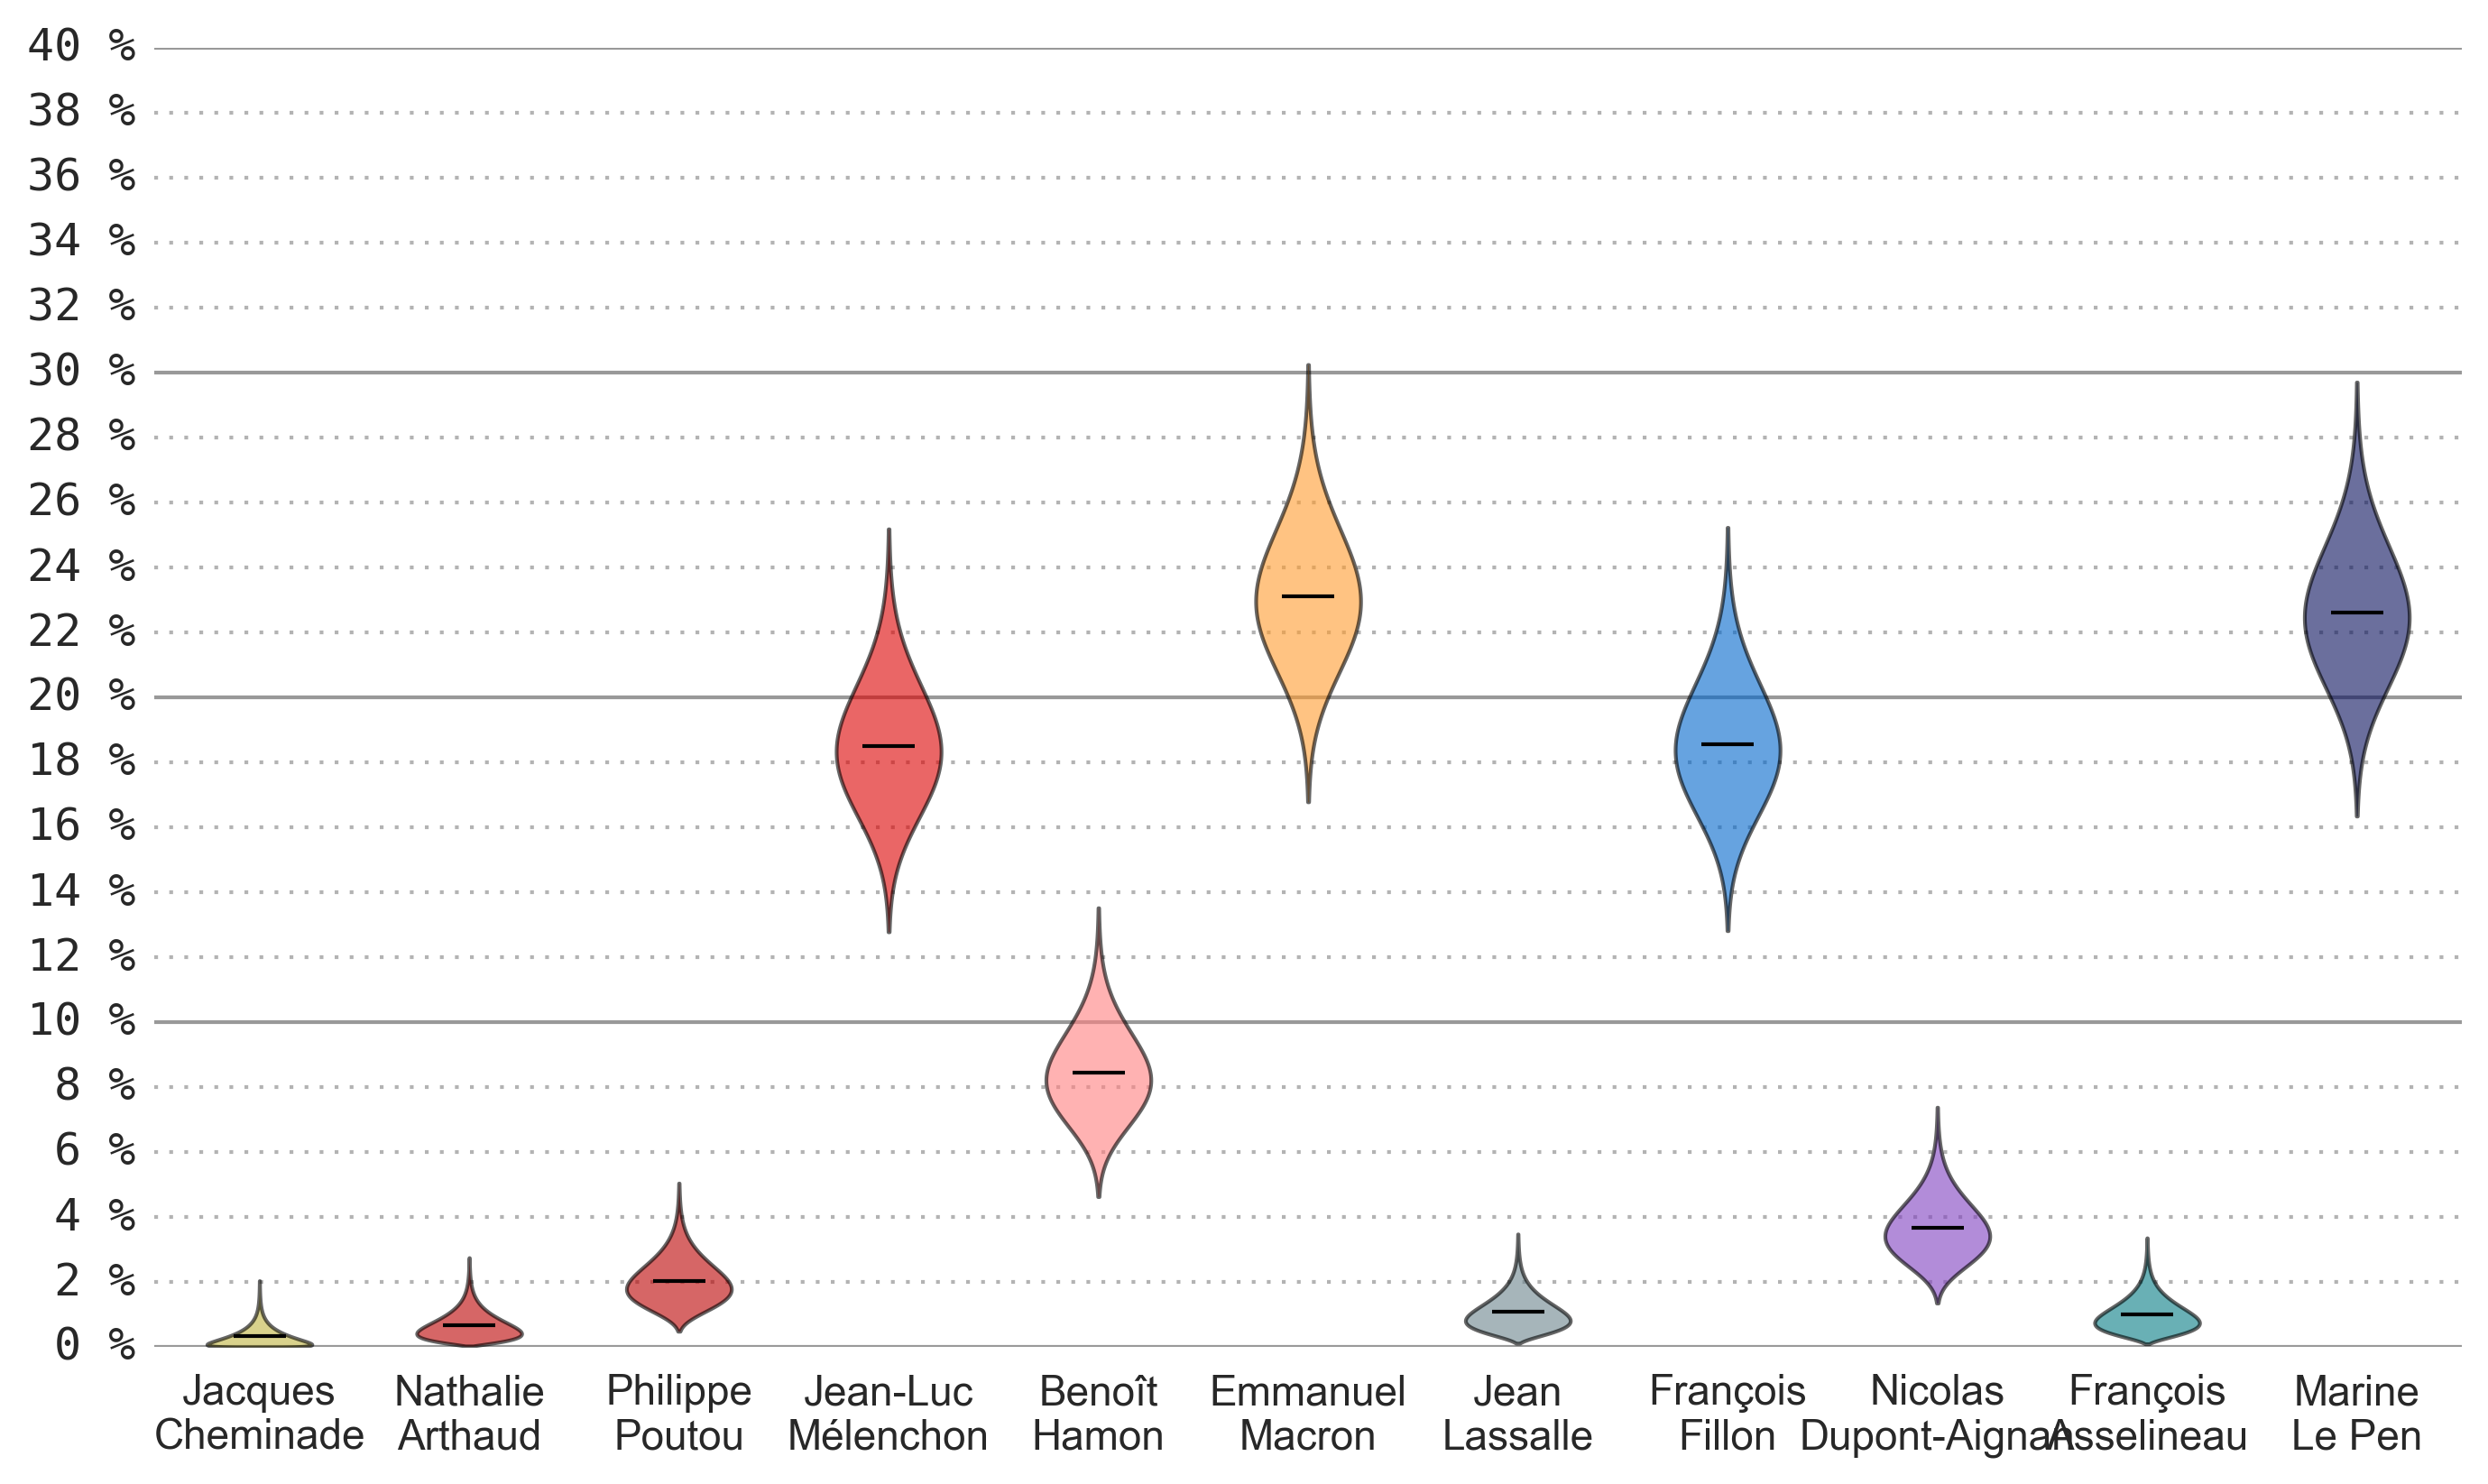 40 %
38 %
36 %
34 %
32 %
30 %
28 %
26 %
24 %
22 %
20 %
18 %
16 %
14 %
12 %
10 %
8 %
6 %
4 %
2 %
0 %
Jacques
Cheminade
Nathalie
Arthaud
Philippe
Poutou
Jean-Luc
Mélenchon
Benoît
Hamon
Emmanuel
Macron
Jean
Lassalle
François
Fillon
Nicolas
Dupont-Aignan
François
Asselineau
Marine
Le Pen